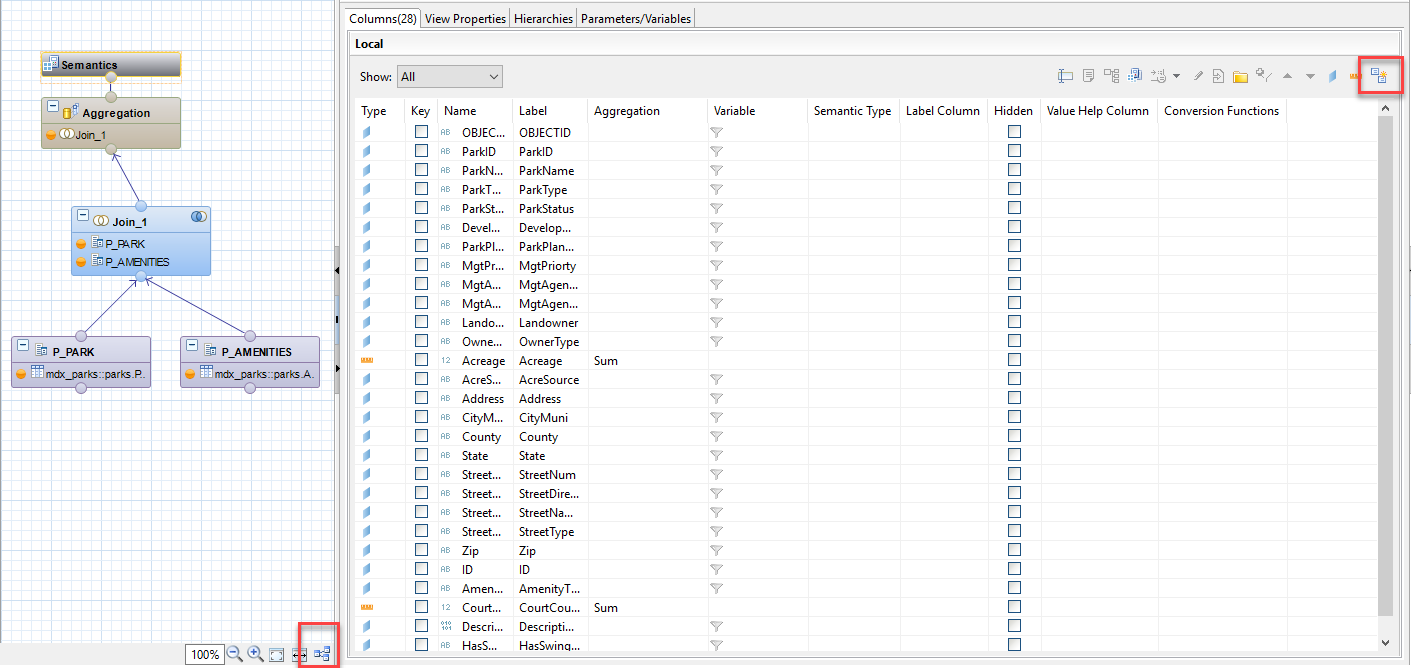 Semantics
Aggregation
Join_1
Join_1
P_PARK
P_AMENITIES
P_PARK
mdx_parks::parks.P..
P_AMENITIES
mdx_parks::parks.A..
100%
Columns(28) View Properties Hierarchies Parameters/Variables
Local
Show: All
Type Key Name Label Aggregation Variable Semantic Type Label Column Hidden Value Help Column Conversion Functions
AB OBJEC... OBJECTID
AB ParkID ParkID
AB ParkN... ParkName
AB ParkT... ParkType
AB ParkSt... ParkStatus
AB Devel... Develop...
AB ParkPl... ParkPlan...
AB MgtPr... MgtPriorty
AB MgtA... MgtAgen...
AB MgtA... MgtAgen...
AB Lando... Landowner
AB Owne... OwnerType
12 Acreage Acreage Sum
AB AcreS... AcreSource
AB Address Address
AB CityM... CityMuni
AB County County
AB State State
AB Street... StreetNum
AB Street... StreetDire...
AB Street... StreetNa...
AB Street... StreetType
AB Zip Zip
AB ID ID
AB Amen... AmenityT...
12 Court... CourtCou... Sum
Descri... Descripti...
AB HasS... HasSwing...